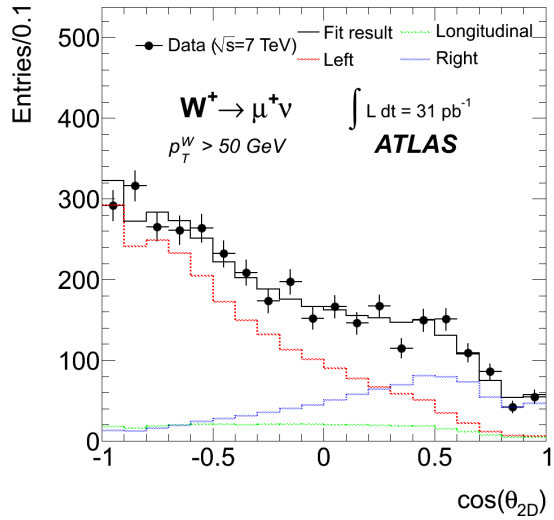 Entries/0.1
500
400
300
200
100
0
Data (√s=7 TeV)
Fit result
Longitudinal
Left
Right
W⁺→ μ⁺ν
∫ L dt = 31 pb⁻¹
p_T^W > 50 GeV
ATLAS
-1
-0.5
0
0.5
1
cos(θ_2D)